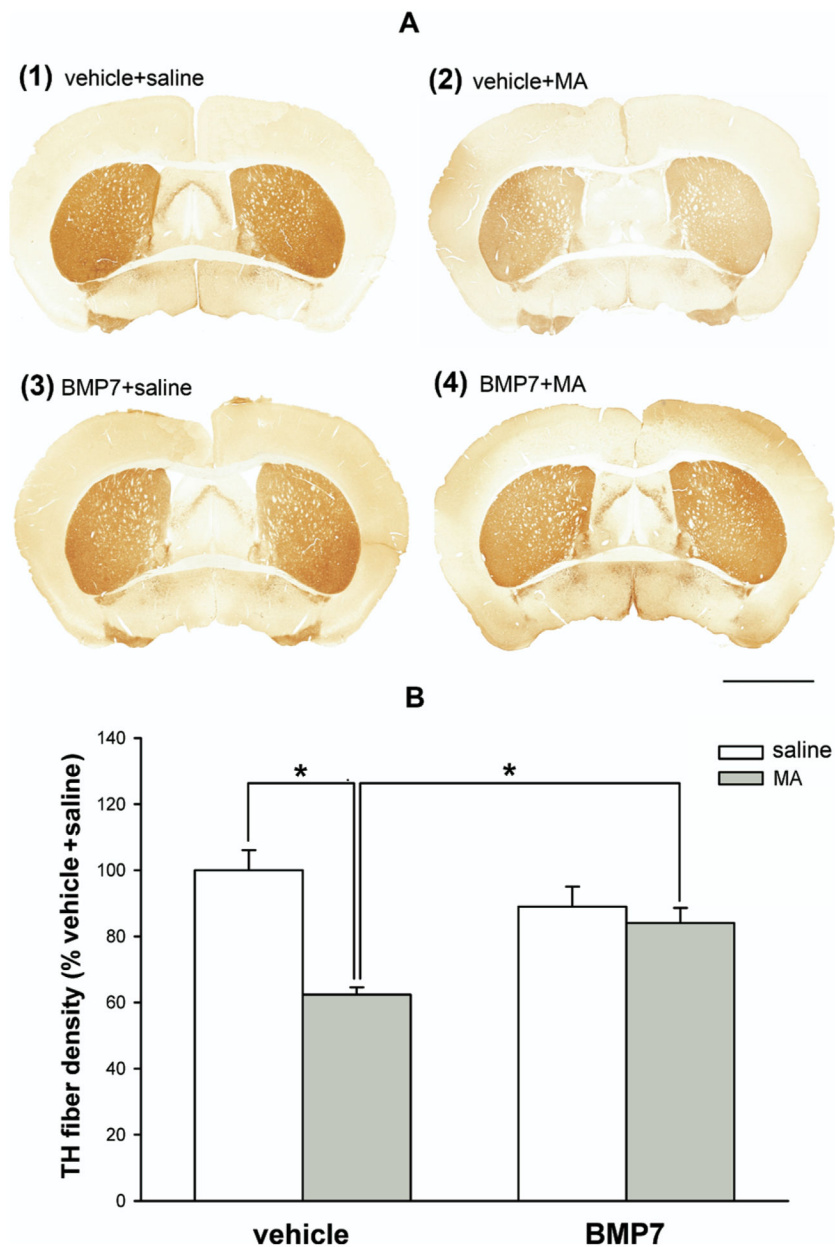 A
(1) vehicle+saline
(2) vehicle+MA
(3) BMP7+saline
(4) BMP7+MA
B
TH fiber density (% vehicle+saline)
140
120
100
80
60
40
20
0
*
*
saline
MA
vehicle
BMP7